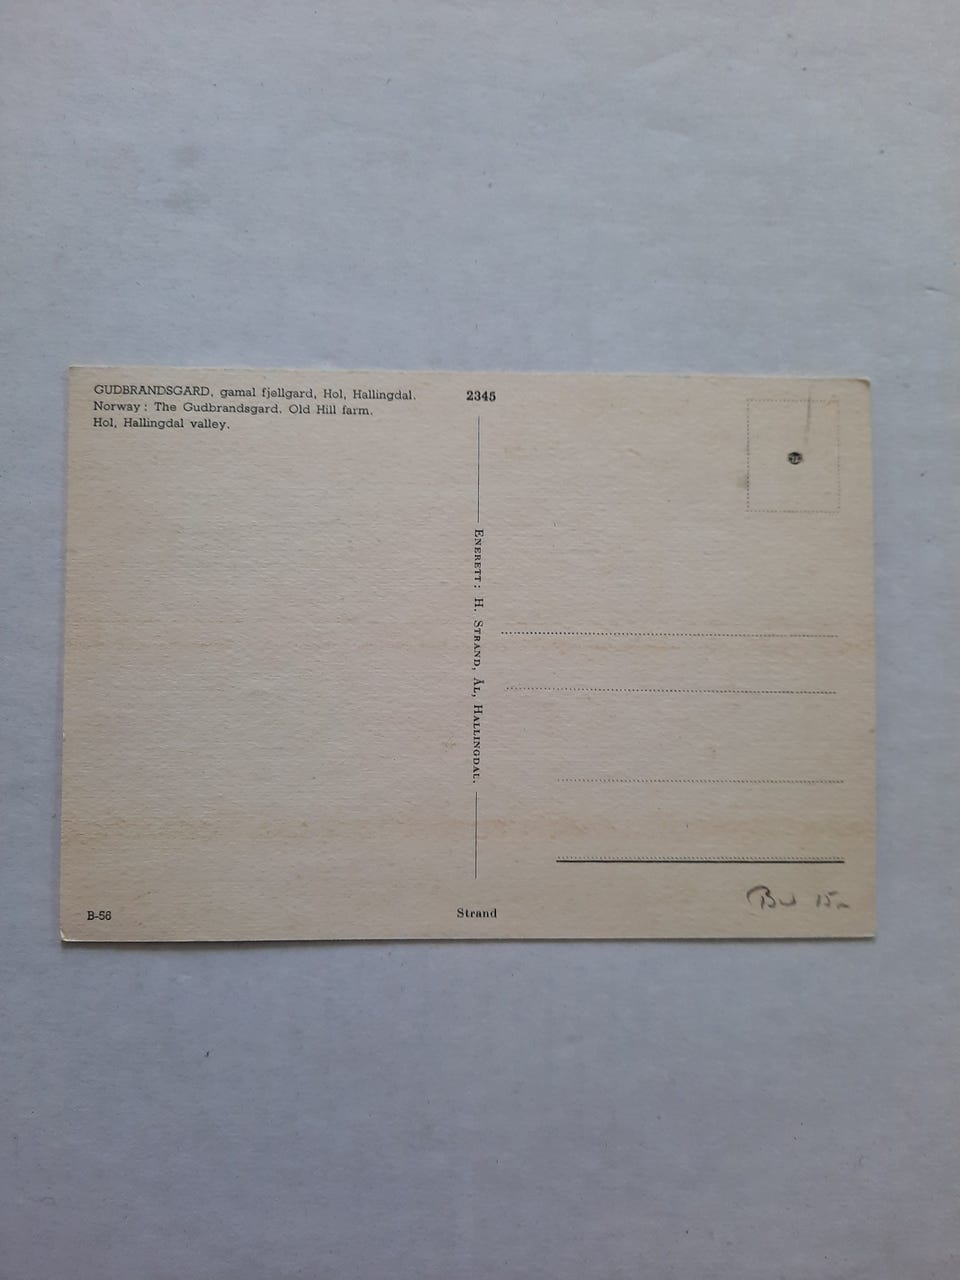 GUDBRANDSGARD, gamal fjellgard, Hol, Hallingdal.
Norway: The Gudbrandsgard. Old Hill farm.
Hol, Hallingdal valley.
2345
ENERETT: H. STRAND, ÅL, HALLINGDAL.
B-56
Strand
15